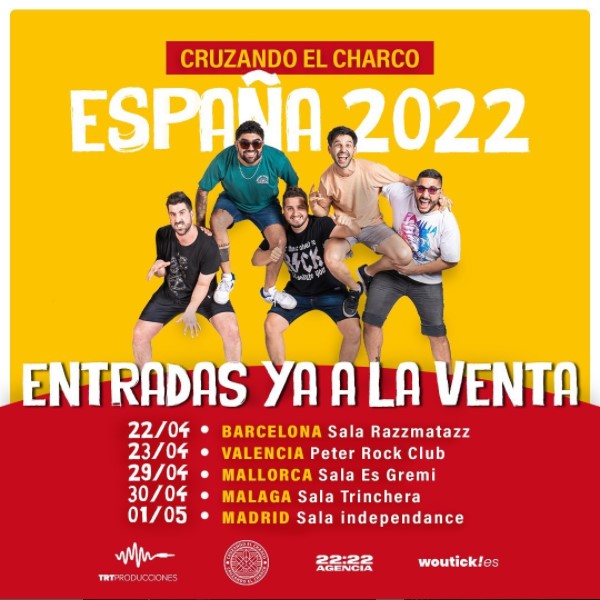 CRUZANDO EL CHARCO
ESPAÑA 2022
ENTRADAS YA A LA VENTA
22/04 • BARCELONA Sala Razzmatazz
23/04 • VALENCIA Peter Rock Club
29/04 • MALLORCA Sala Es Gremi
30/04 • MALAGA Sala Trinchera
01/05 • MADRID Sala independance
TRTPRODUCCIONES
22:22
AGENCIA
woutick!es